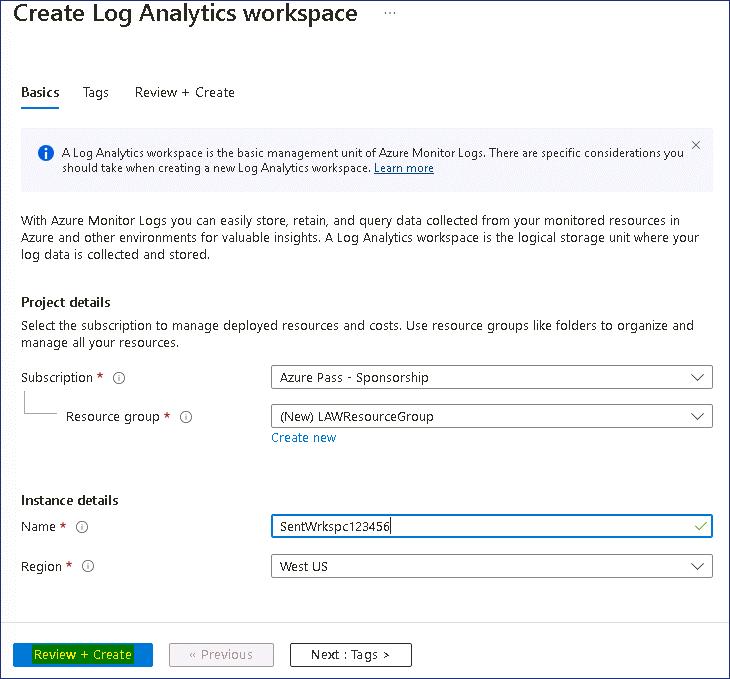 Create Log Analytics workspace ...
Basics Tags Review + Create
A Log Analytics workspace is the basic management unit of Azure Monitor Logs. There are specific considerations you
should take when creating a new Log Analytics workspace. Learn more
With Azure Monitor Logs you can easily store, retain, and query data collected from your monitored resources in
Azure and other environments for valuable insights. A Log Analytics workspace is the logical storage unit where your
log data is collected and stored.
Project details
Select the subscription to manage deployed resources and costs. Use resource groups like folders to organize and
manage all your resources.
Subscription * Azure Pass - Sponsorship
Resource group * (New) LAWResourceGroup
Create new
Instance details
Name * SentWrkspc123456
Region * West US
Review + Create « Previous Next : Tags >